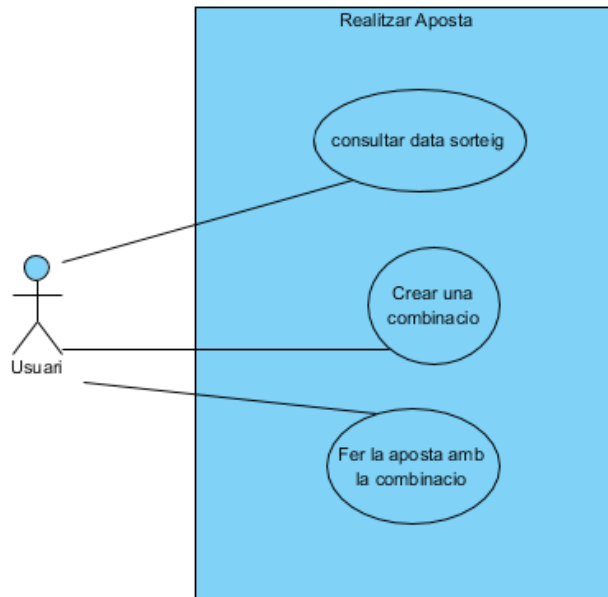 Realitzar Aposta
consultar data sorteig
Crear una
combinacio
Usuari
Fer la aposta amb
la combinacio